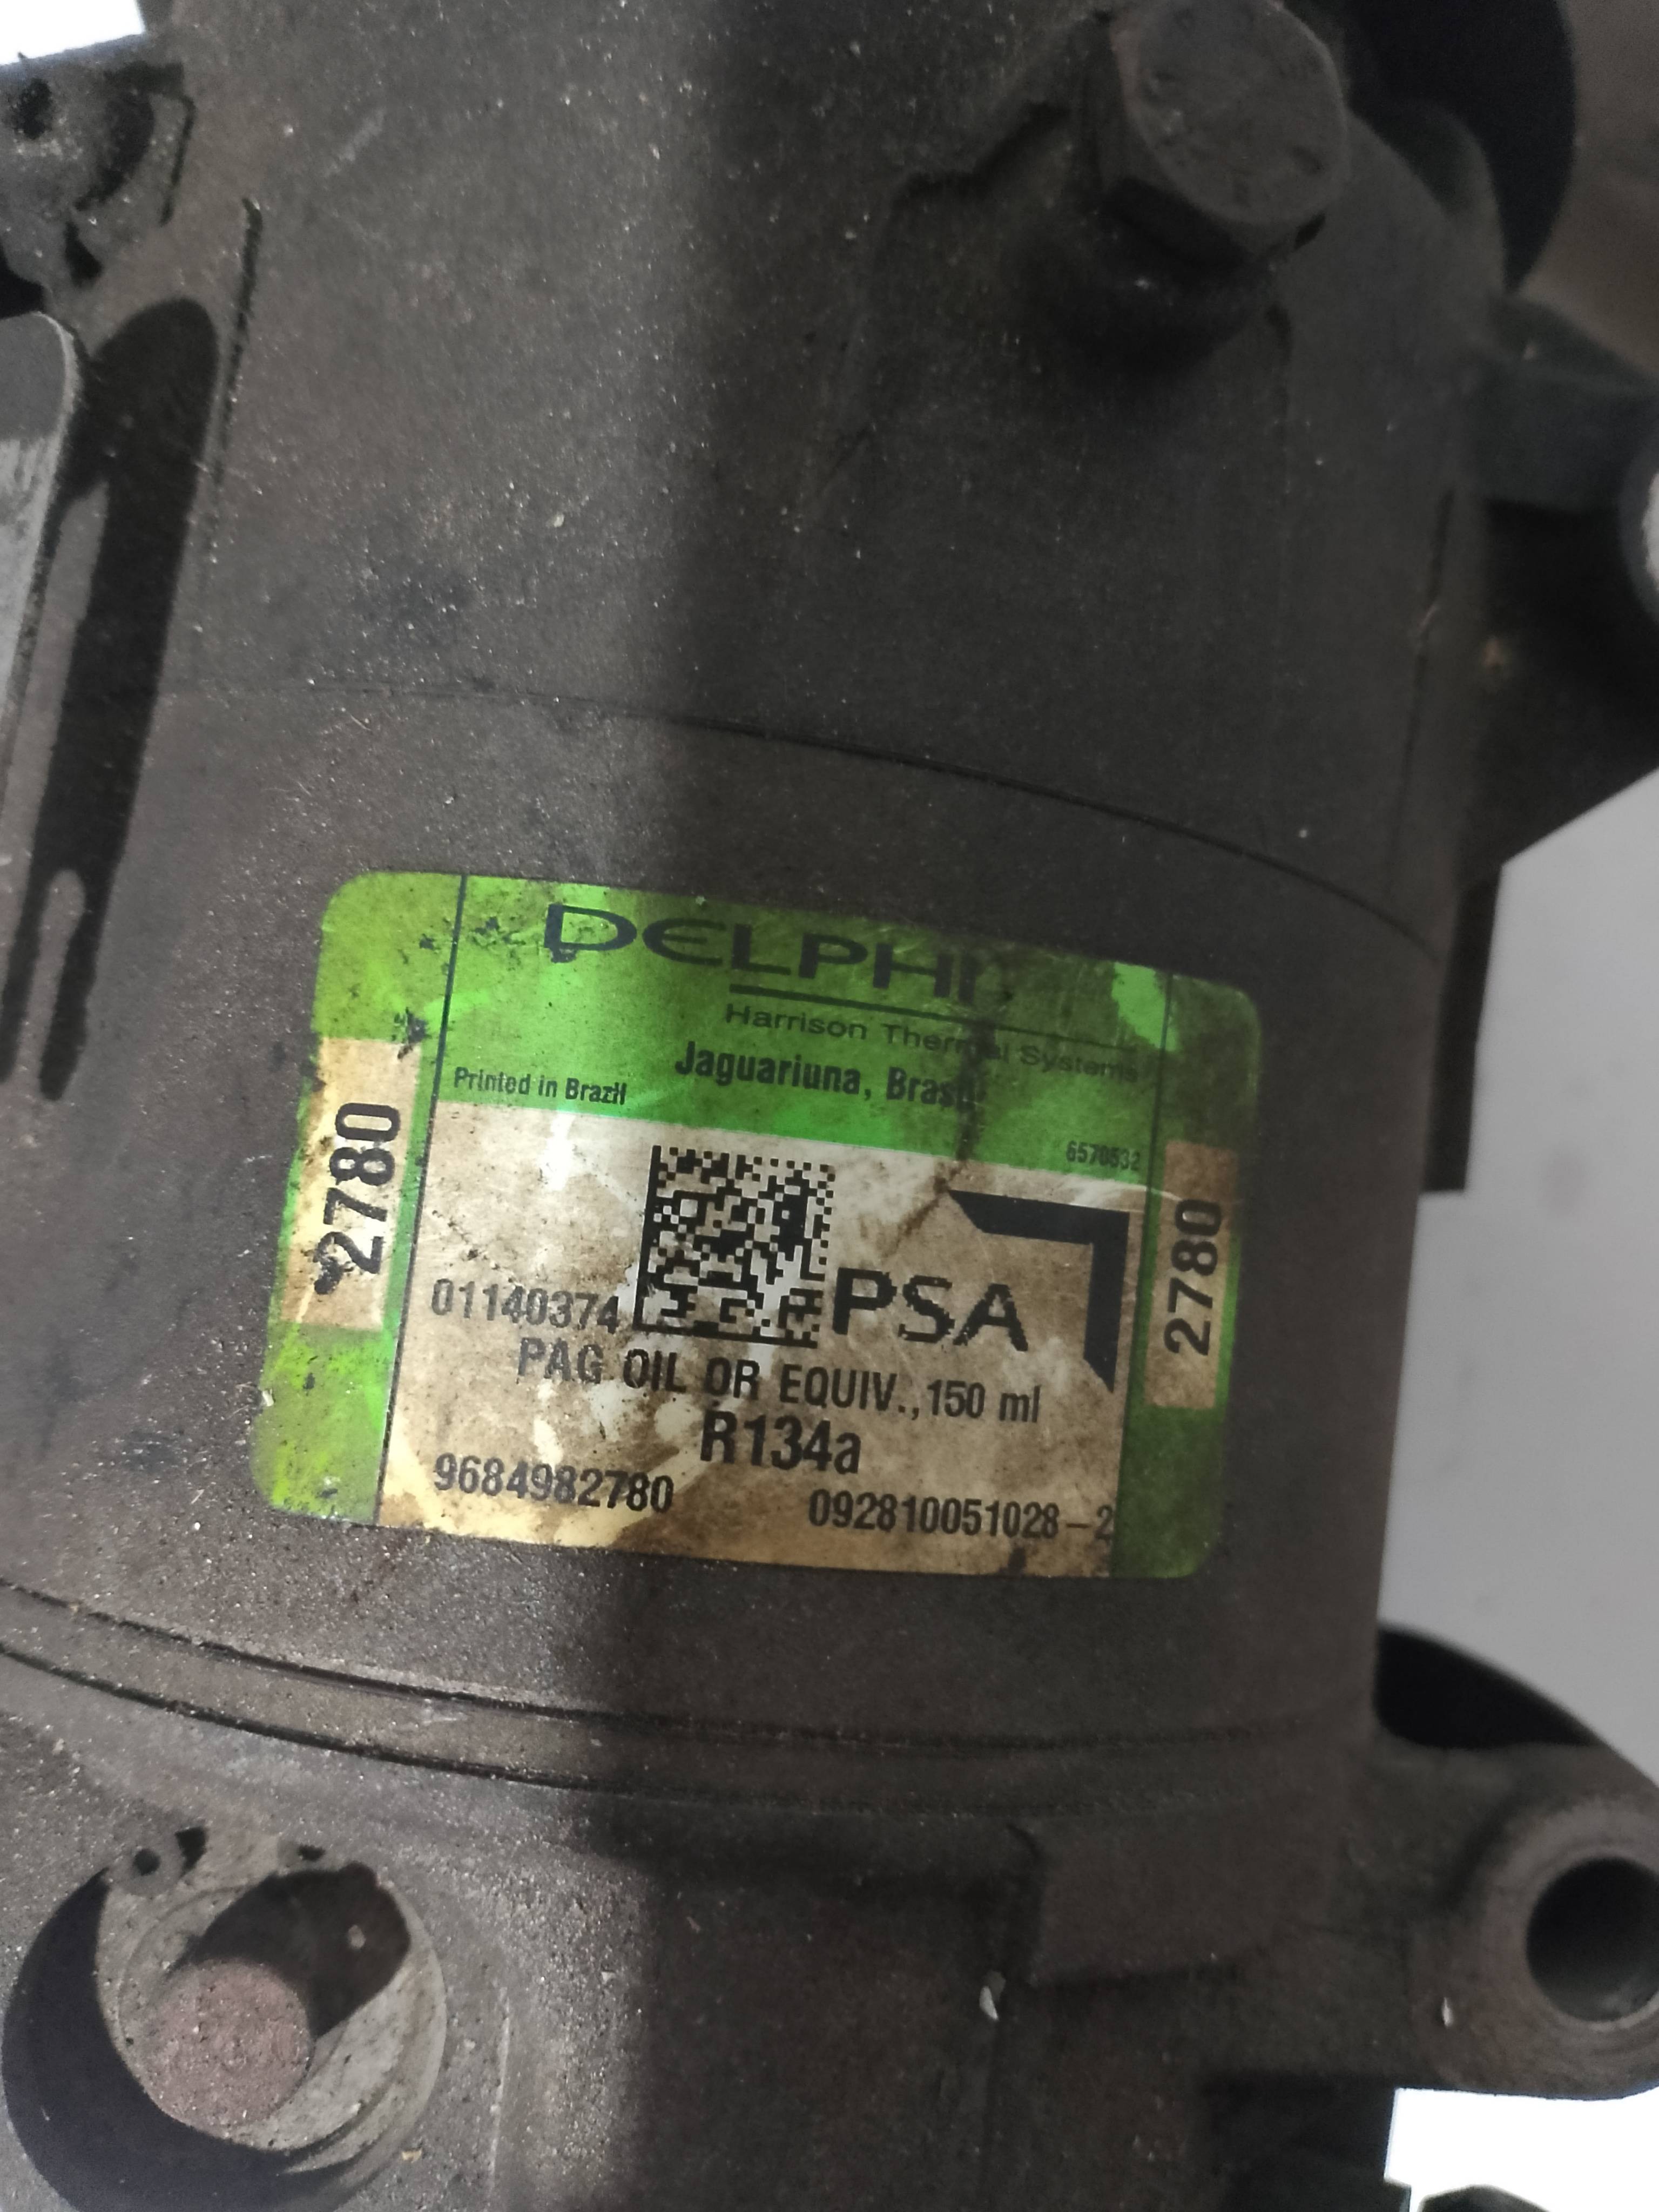 DELPHI
Harrison Thermal Systems
Jaguariuna, Brasil
Printed in Brazil
6570532
2780
2780
01140374
PSA
PAG OIL OR EQUIV., 150 ml
R134a
9684982780
092810051028-2